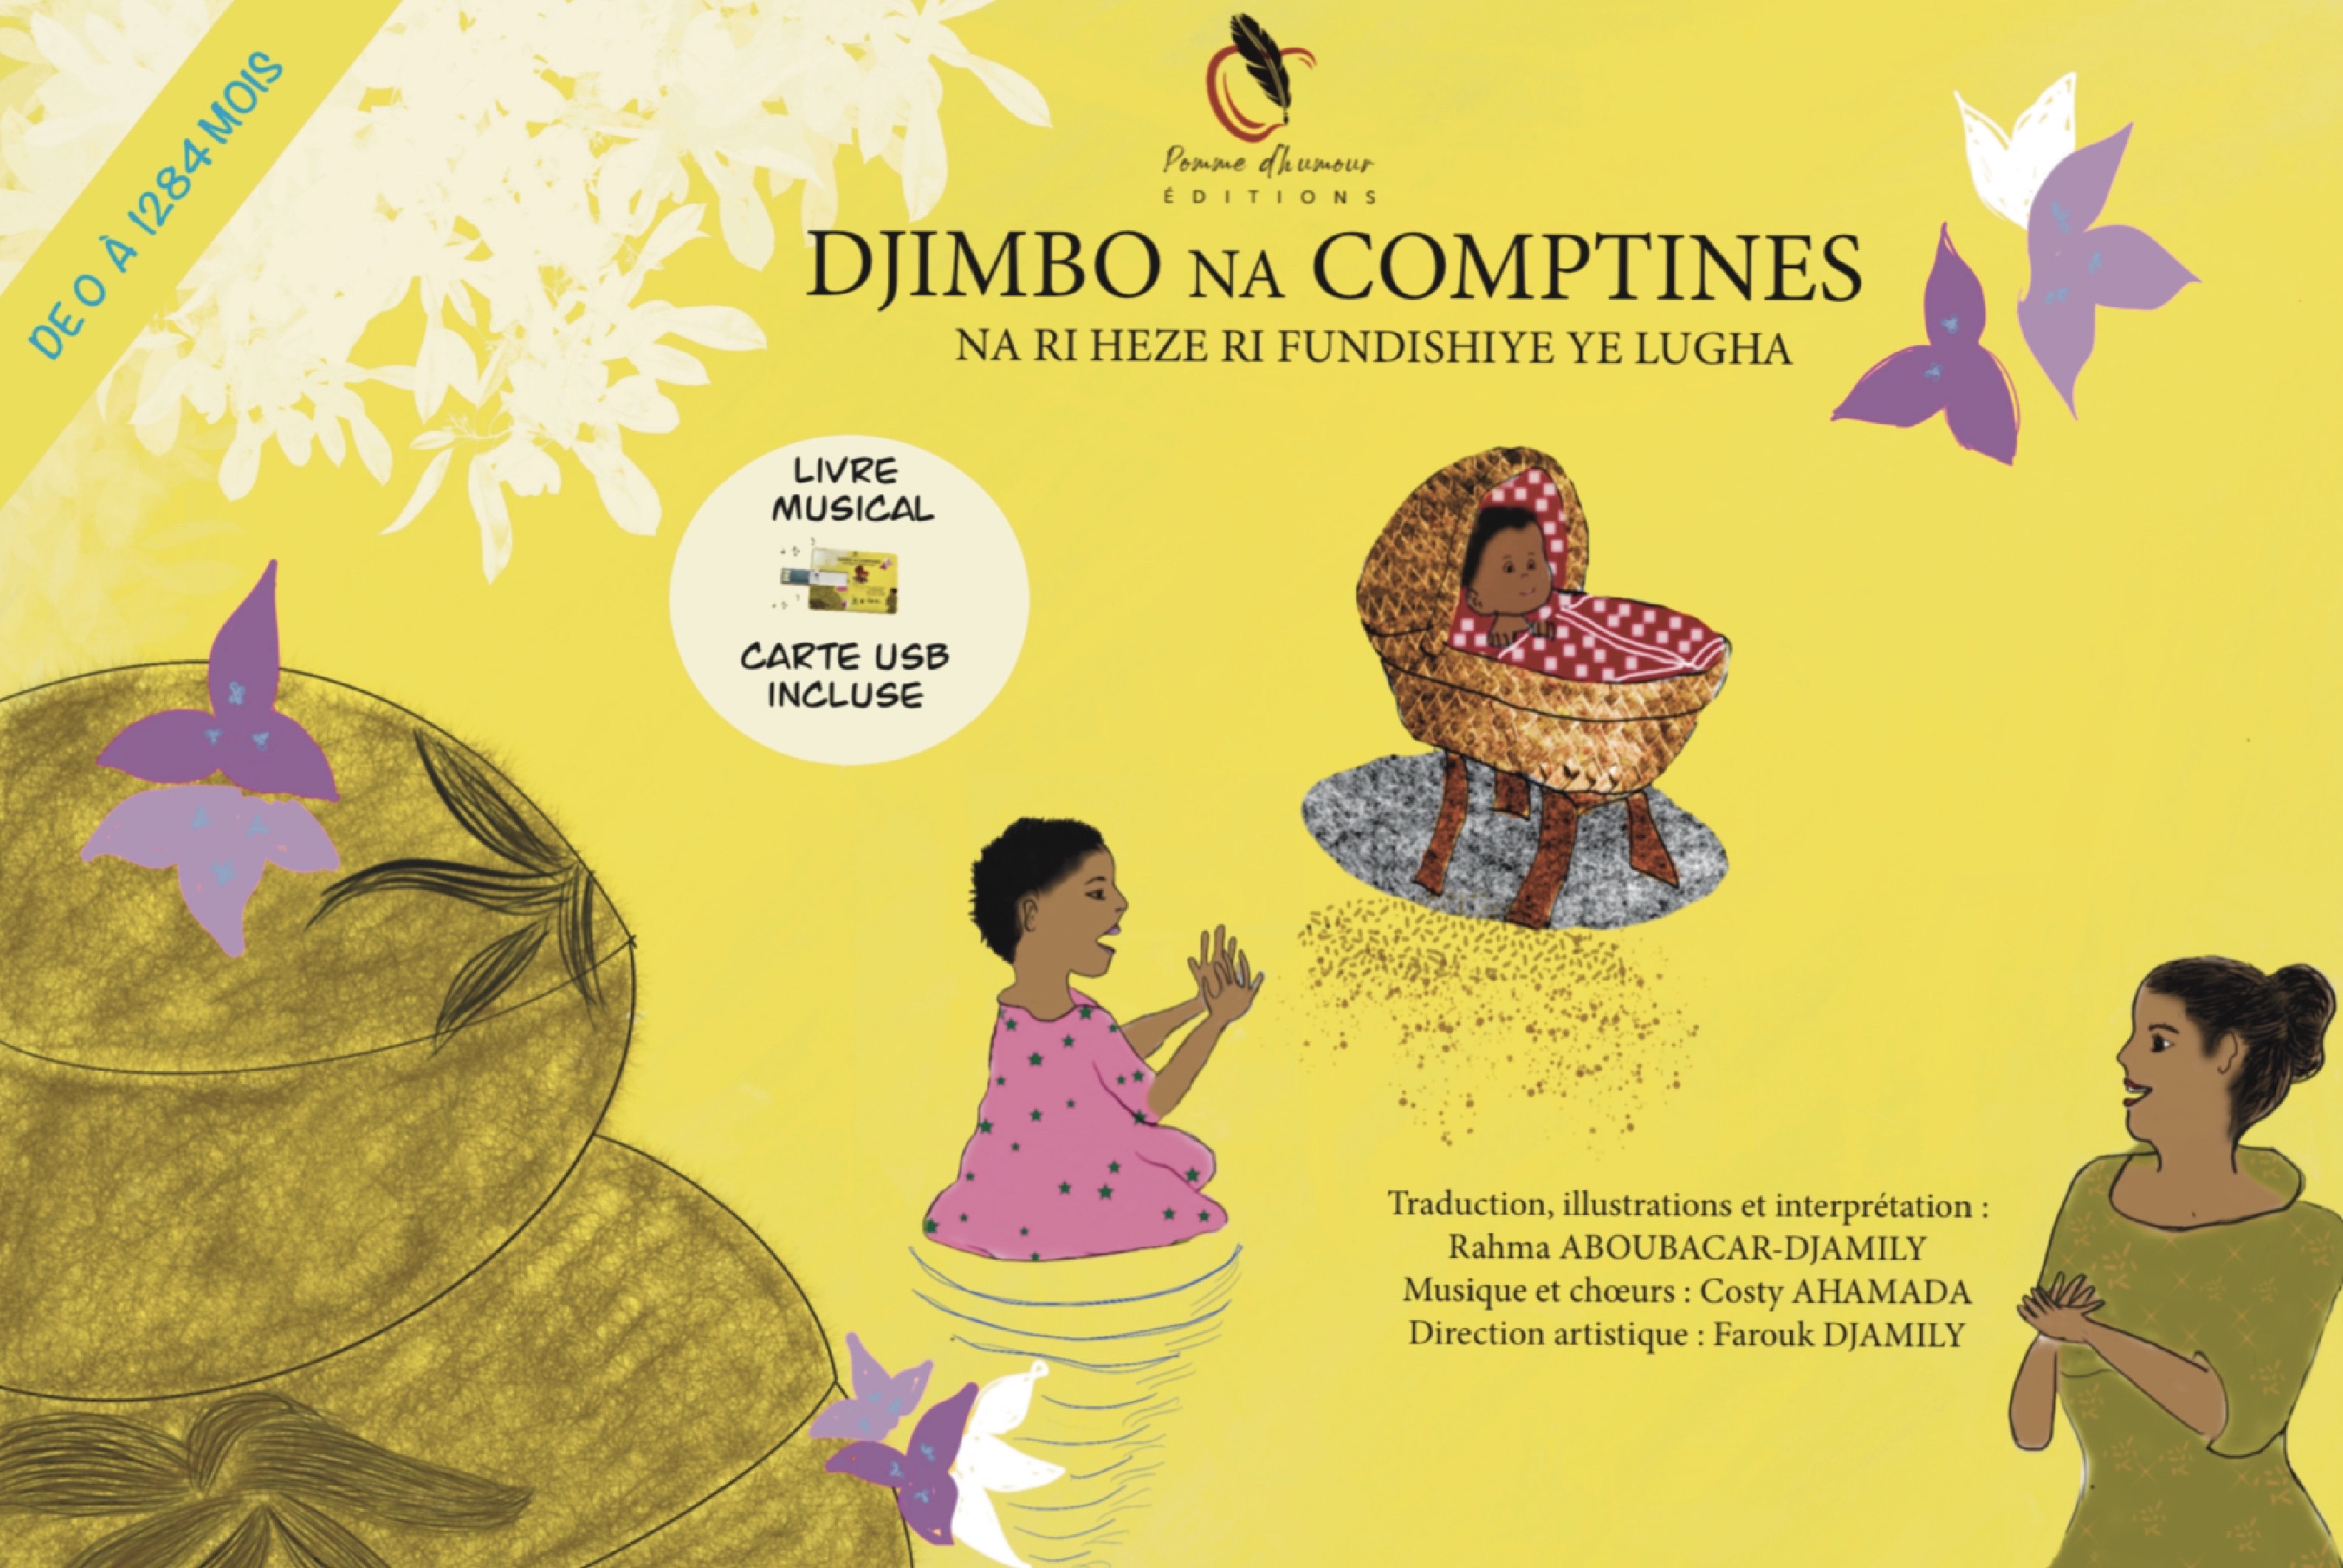 DE 0 À 1284 MOIS
Pomme d'humour
ÉDITIONS
DJIMBO NA COMPTINES
NA RI HEZE RI FUNDISHIYE YE LUGHA
LIVRE
MUSICAL
CARTE USB
INCLUSE
Traduction, illustrations et interprétation :
Rahma ABOUBACAR-DJAMILY
Musique et chœurs : Costy AHAMADA
Direction artistique : Farouk DJAMILY